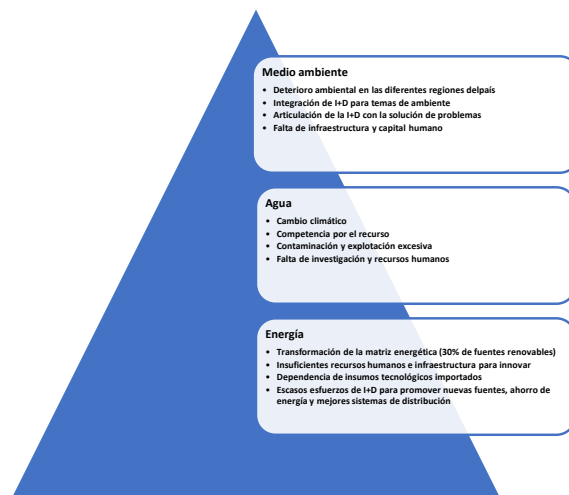 Medio ambiente
• Deterioro ambiental en las diferentes regiones delpaís
• Integración de I+D para temas de ambiente
• Articulación de la I+D con la solución de problemas
• Falta de infraestructura y capital humano
Agua
• Cambio climático
• Competencia por el recurso
• Contaminación y explotación excesiva
• Falta de investigación y recursos humanos
Energía
• Transformación de la matriz energética (30% de fuentes renovables)
• Insuficientes recursos humanos e infraestructura para innovar
• Dependencia de insumos tecnológicos importados
• Escasos esfuerzos de I+D para promover nuevas fuentes, ahorro de
energía y mejores sistemas de distribución